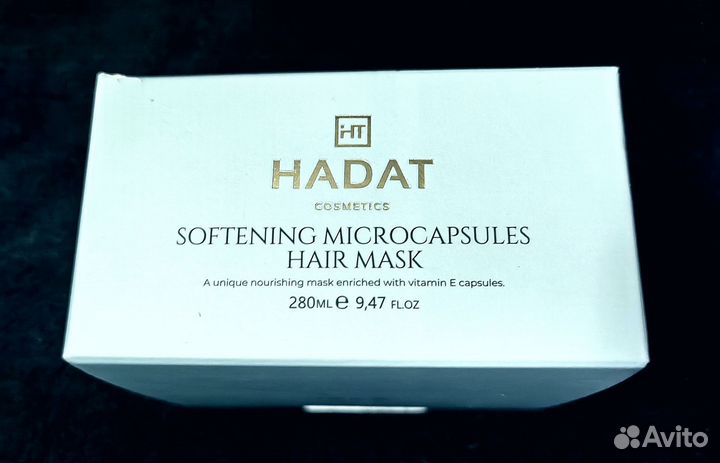 HT
HADAT
COSMETICS
SOFTENING MICROCAPSULES
HAIR MASK
A unique nourishing mask enriched with vitamin E capsules.
280ML ℮ 9,47 FL.OZ
Avito